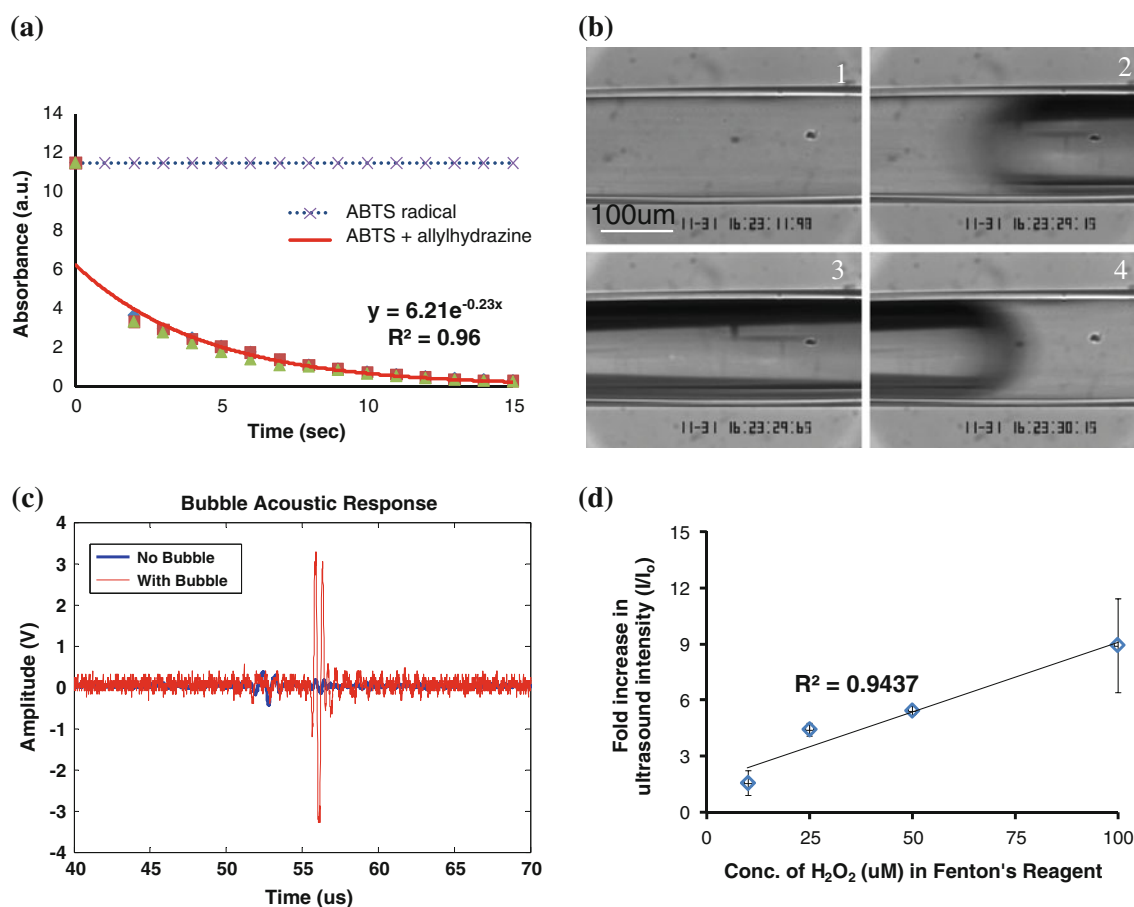 (a)
14
12
10
8
6
4
2
0
0
5
10
15
Absorbance (a.u.)
Time (sec)
ABTS radical
ABTS + allylhydrazine
y = 6.21e^-0.23x
R² = 0.96
(b)
1
100um
11-31 16:23:11:98
2
11-31 16:23:29:19
3
11-31 16:23:29:69
4
11-31 16:23:30:19
(c)
Bubble Acoustic Response
4
3
2
1
0
-1
-2
-3
-4
40
45
50
55
60
65
70
Amplitude (V)
Time (us)
No Bubble
With Bubble
(d)
15
12
9
6
3
0
0
25
50
75
100
Fold increase in
ultrasound intensity (I/Iₒ)
R² = 0.9437
Conc. of H₂O₂ (uM) in Fenton's Reagent